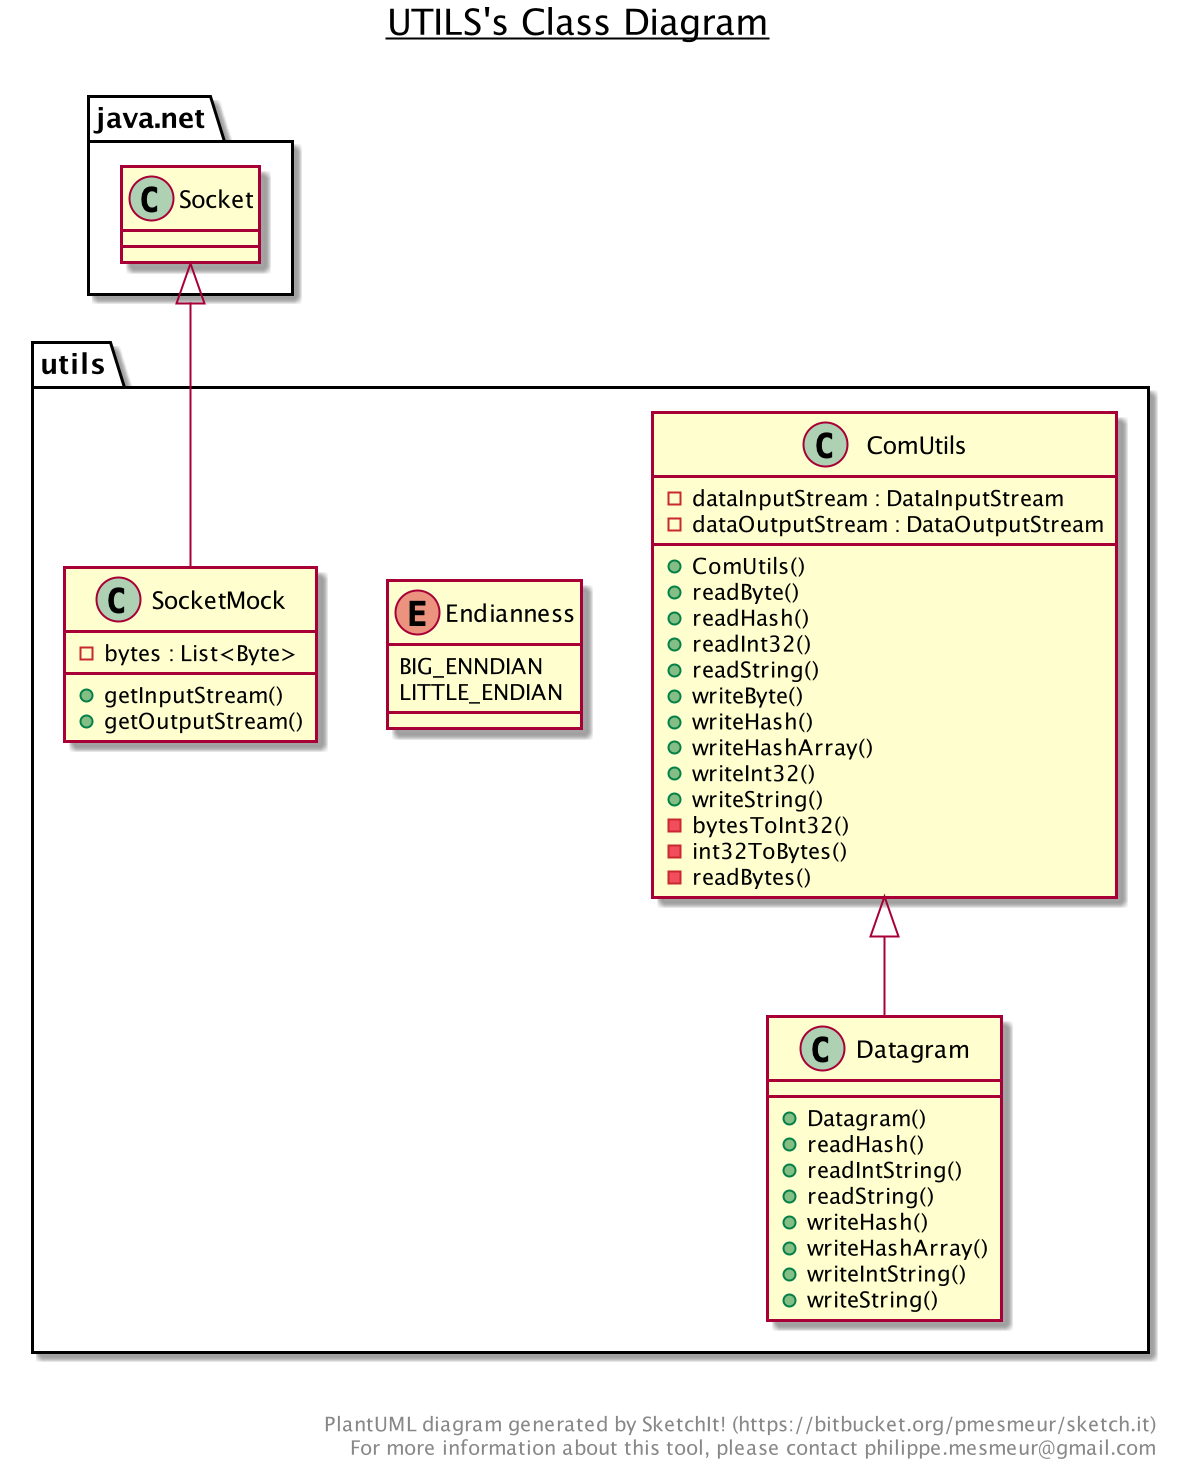 UTILS's Class Diagram
java.net
C Socket
utils
C SocketMock
bytes : List<Byte>
getInputStream()
getOutputStream()
E Endianness
BIG_ENNDIAN
LITTLE_ENDIAN
C ComUtils
dataInputStream : DataInputStream
dataOutputStream : DataOutputStream
ComUtils()
readByte()
readHash()
readInt32()
readString()
writeByte()
writeHash()
writeHashArray()
writeInt32()
writeString()
bytesToInt32()
int32ToBytes()
readBytes()
C Datagram
Datagram()
readHash()
readIntString()
readString()
writeHash()
writeHashArray()
writeIntString()
writeString()
PlantUML diagram generated by SketchIt! (https://bitbucket.org/pmesmeur/sketch.it)
For more information about this tool, please contact philippe.mesmeur@gmail.com